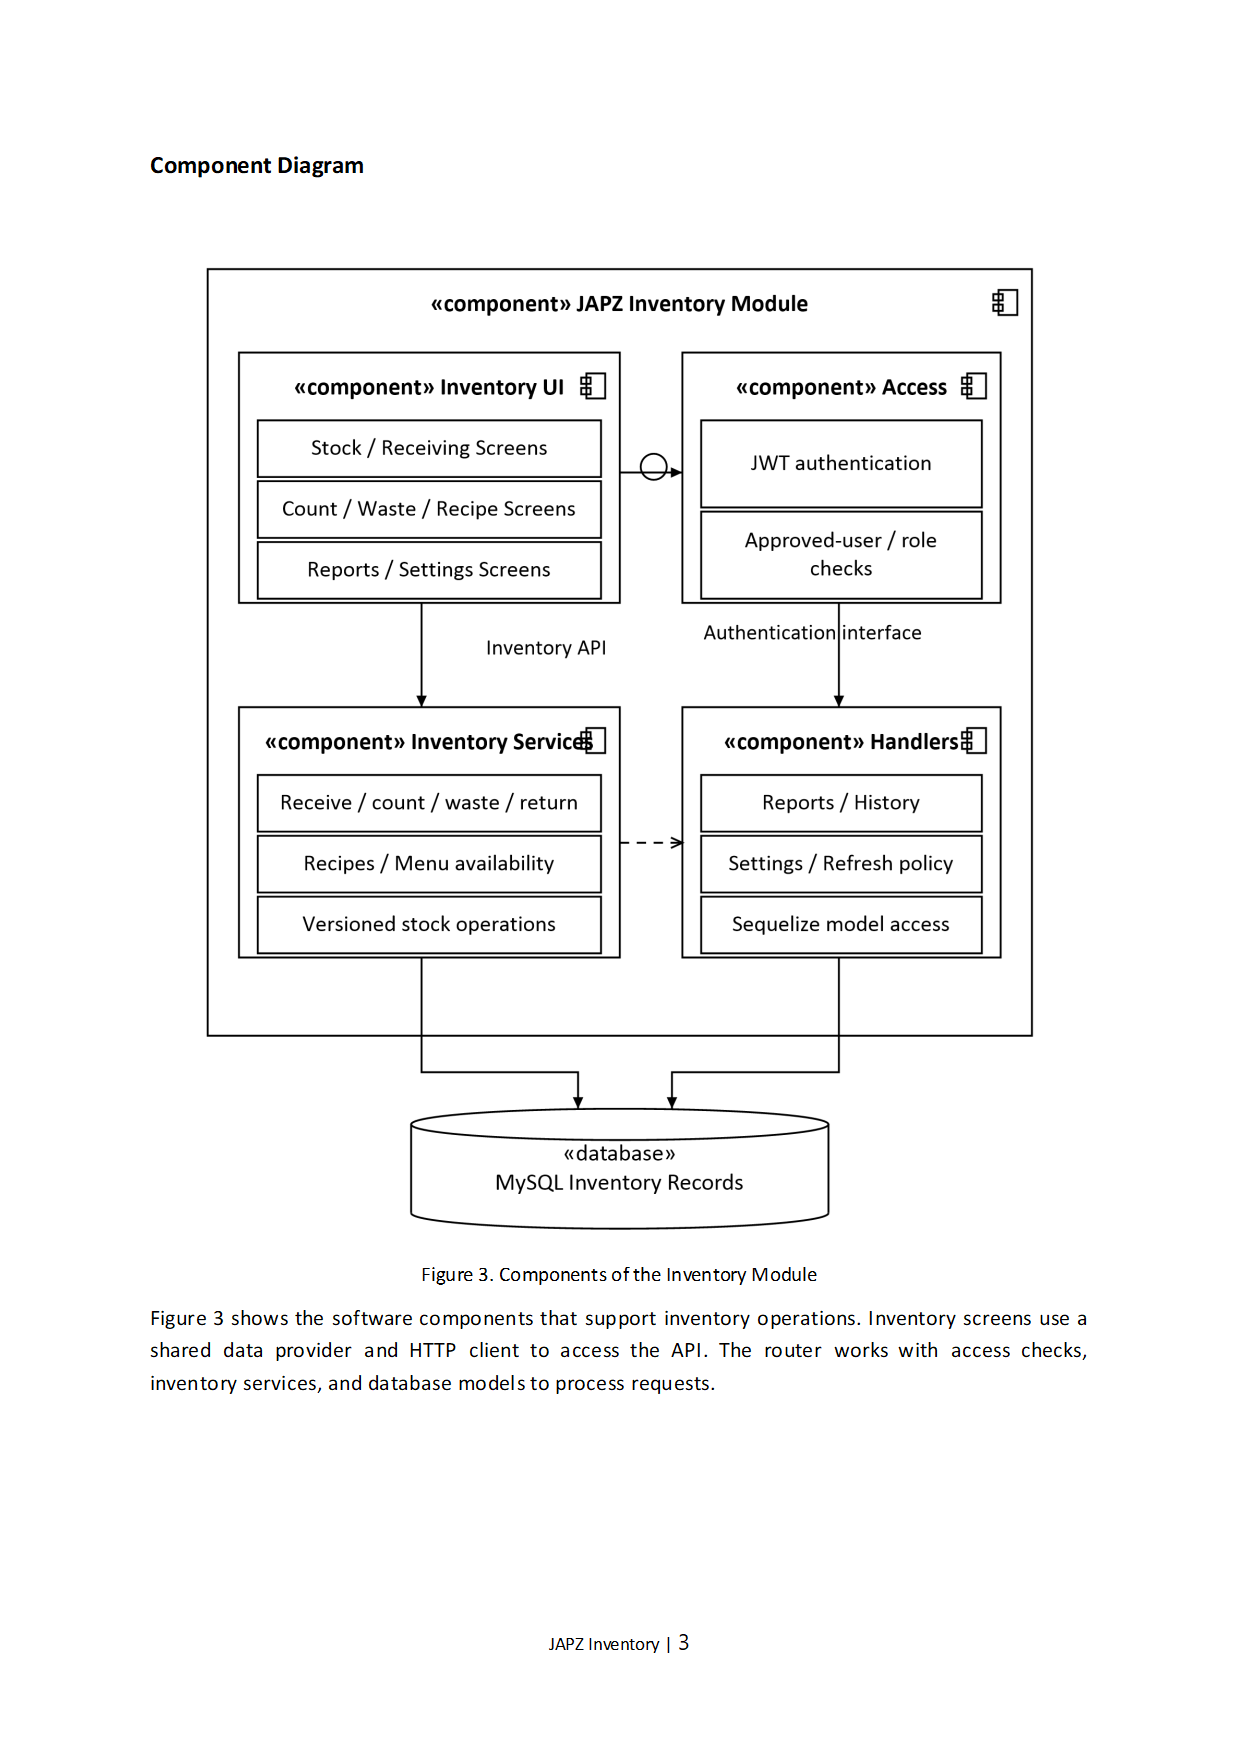 Component Diagram
«component» JAPZ Inventory Module
«component» Inventory UI
Stock / Receiving Screens
Count / Waste / Recipe Screens
Reports / Settings Screens
«component» Access
JWT authentication
Approved-user / role
checks
Inventory API
Authentication interface
«component» Inventory Services
Receive / count / waste / return
Recipes / Menu availability
Versioned stock operations
«component» Handlers
Reports / History
Settings / Refresh policy
Sequelize model access
«database»
MySQL Inventory Records
Figure 3. Components of the Inventory Module
Figure 3 shows the software components that support inventory operations. Inventory screens use a
shared data provider and HTTP client to access the API. The router works with access checks,
inventory services, and database models to process requests.
JAPZ Inventory | 3